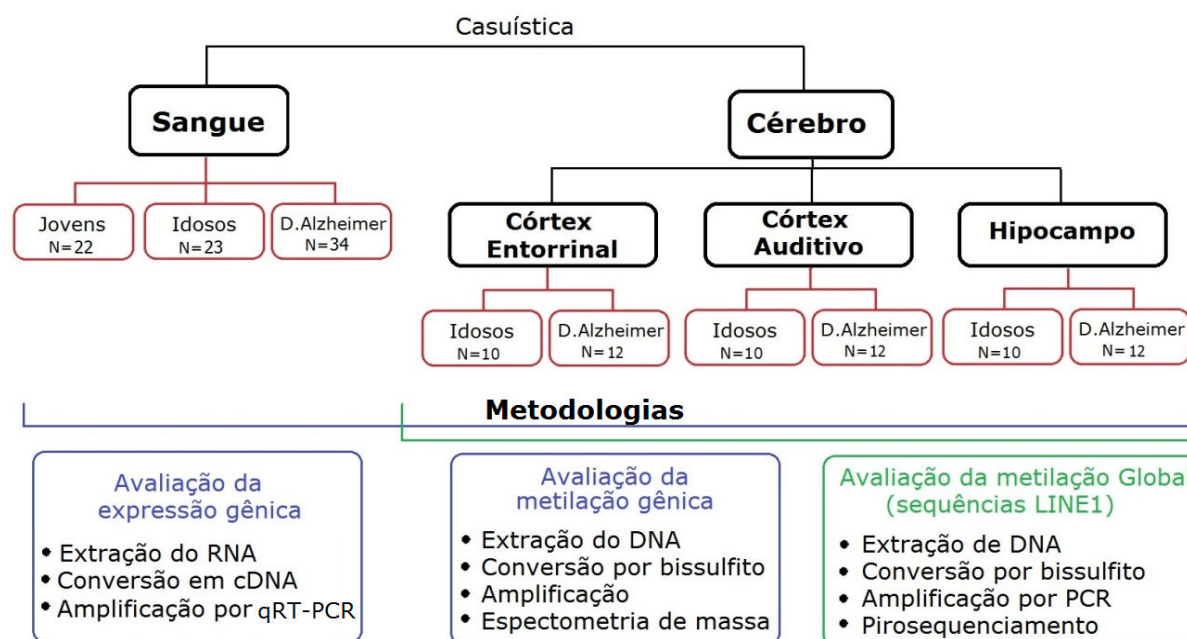 Casuística
Sangue
Cérebro
Jovens
N=22
Idosos
N=23
D.Alzheimer
N=34
Córtex
Entorrinal
Córtex
Auditivo
Hipocampo
Idosos
N=10
D.Alzheimer
N=12
Idosos
N=10
D.Alzheimer
N=12
Idosos
N=10
D.Alzheimer
N=12
Metodologias
Avaliação da
expressão gênica
• Extração do RNA
• Conversão em cDNA
• Amplificação por qRT-PCR
Avaliação da
metilação gênica
• Extração do DNA
• Conversão por bissulfito
• Amplificação
• Espectometria de massa
Avaliação da metilação Globa
(sequências LINE1)
• Extração de DNA
• Conversão por bissulfito
• Amplificação por PCR
• Pirosequenciamento